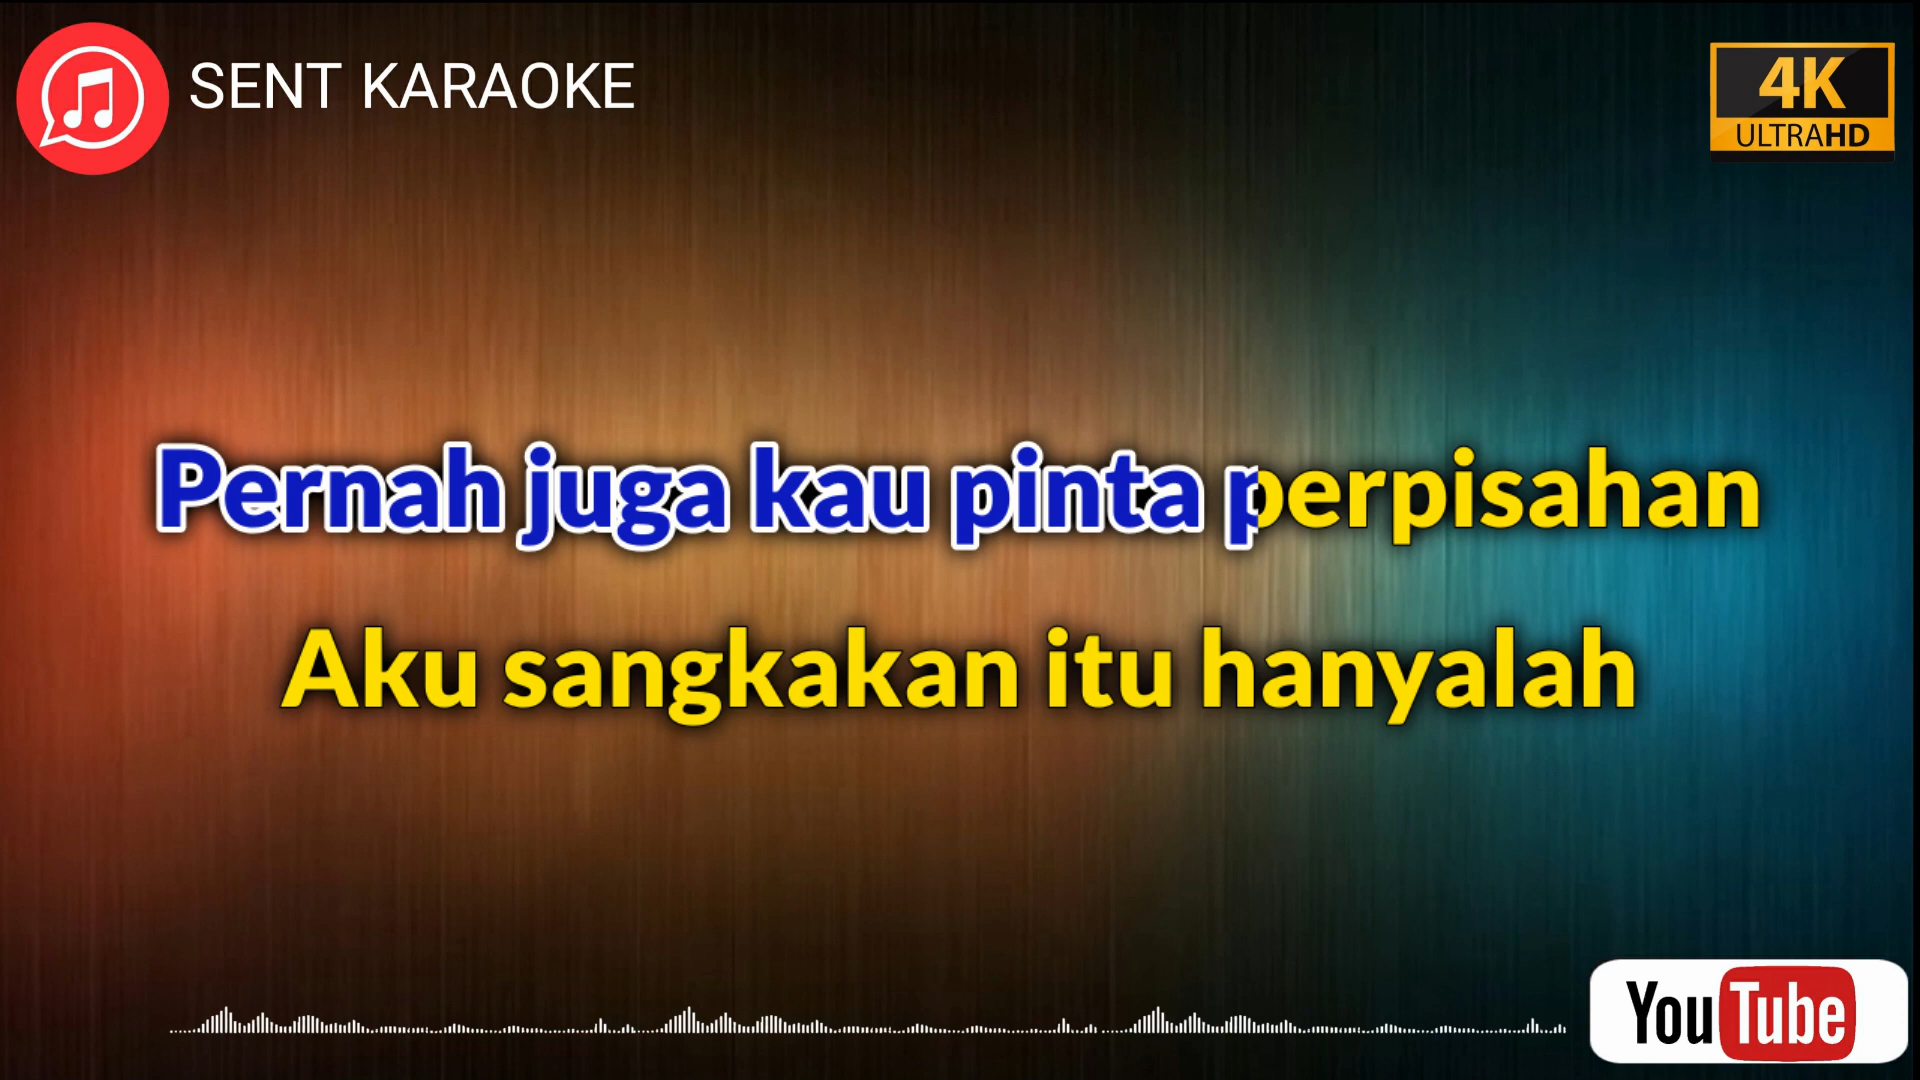 SENT KARAOKE
4K
ULTRAHD
Pernah juga kau pinta perpisahan
Aku sangkakan itu hanyalah
YouTube